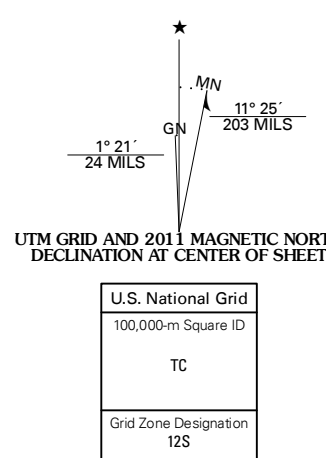 ★
MN
GN
11° 25´
203 MILS
1° 21´
24 MILS
UTM GRID AND 2011 MAGNETIC NORT
DECLINATION AT CENTER OF SHEET
U.S. National Grid
100,000-m Square ID
TC
Grid Zone Designation
12S